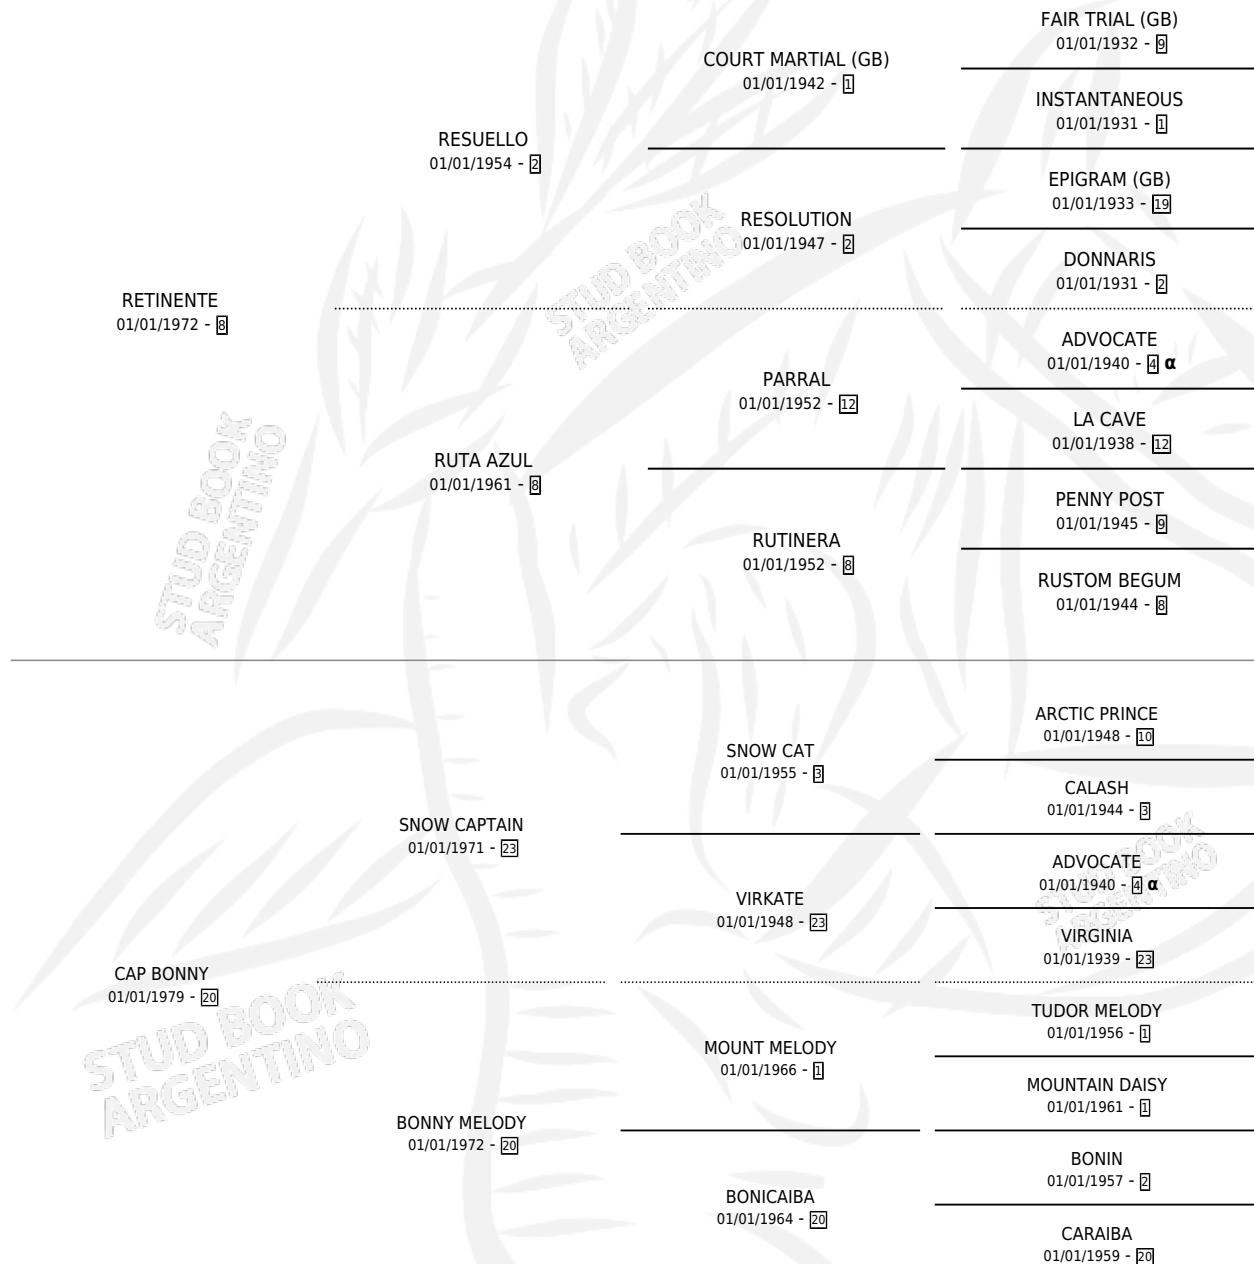 FAIR TRIAL (GB)
01/01/1932 - 9
COURT MARTIAL (GB)
01/01/1942 - 1
INSTANTANEOUS
01/01/1931 - 1
RESUELLO
01/01/1954 - 2
EPIGRAM (GB)
01/01/1933 - 19
RESOLUTION
01/01/1947 - 2
DONNARIS
01/01/1931 - 2
RETINENTE
01/01/1972 - 8
ADVOCATE
01/01/1940 - 4 α
PARRAL
01/01/1952 - 12
LA CAVE
01/01/1938 - 12
RUTA AZUL
01/01/1961 - 8
PENNY POST
01/01/1945 - 9
RUTINERA
01/01/1952 - 8
RUSTOM BEGUM
01/01/1944 - 8
STUD BOOK
ARGENTINO
STUD BOOK
ARGENTINO
ARCTIC PRINCE
01/01/1948 - 10
SNOW CAT
01/01/1955 - 3
CALASH
01/01/1944 - 3
SNOW CAPTAIN
01/01/1971 - 23
ADVOCATE
01/01/1940 - 4 α
VIRKATE
01/01/1948 - 23
VIRGINIA
01/01/1939 - 23
CAP BONNY
01/01/1979 - 20
TUDOR MELODY
01/01/1956 - 1
MOUNT MELODY
01/01/1966 - 1
MOUNTAIN DAISY
01/01/1961 - 1
BONNY MELODY
01/01/1972 - 20
BONIN
01/01/1957 - 2
BONICAIBA
01/01/1964 - 20
CARAIBA
01/01/1959 - 20
STUD BOOK
ARGENTINO
STUD BOOK
ARGENTINO